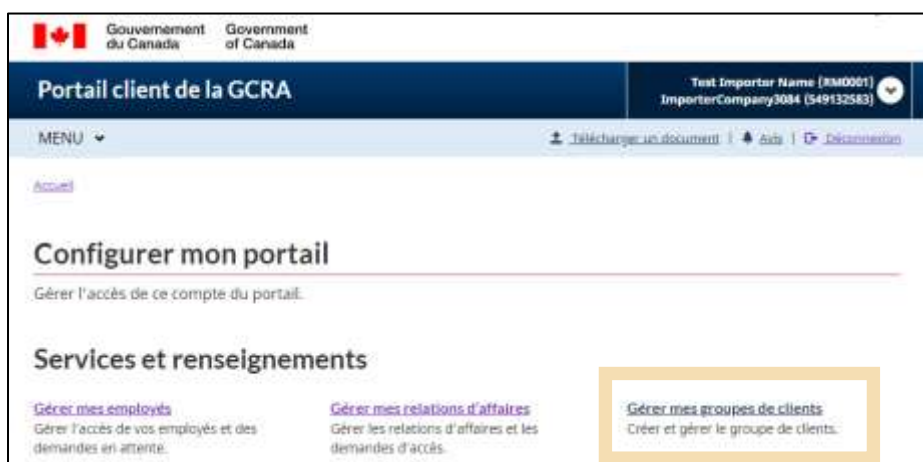 Gouvernement Government
du Canada of Canada
Portail client de la GCRA
Test Importer Name (RM0001)
ImporterCompany3084 (549132583)
MENU
Télécharger un document | Avis | Déconnexion
Accueil
Configurer mon portail
Gérer l'accès de ce compte du portail.
Services et renseignements
Gérer mes employés
Gérer l'accès de vos employés et des
demandes en attente.
Gérer mes relations d'affaires
Gérer les relations d'affaires et les
demandes d'accès.
Gérer mes groupes de clients
Créer et gérer le groupe de clients.